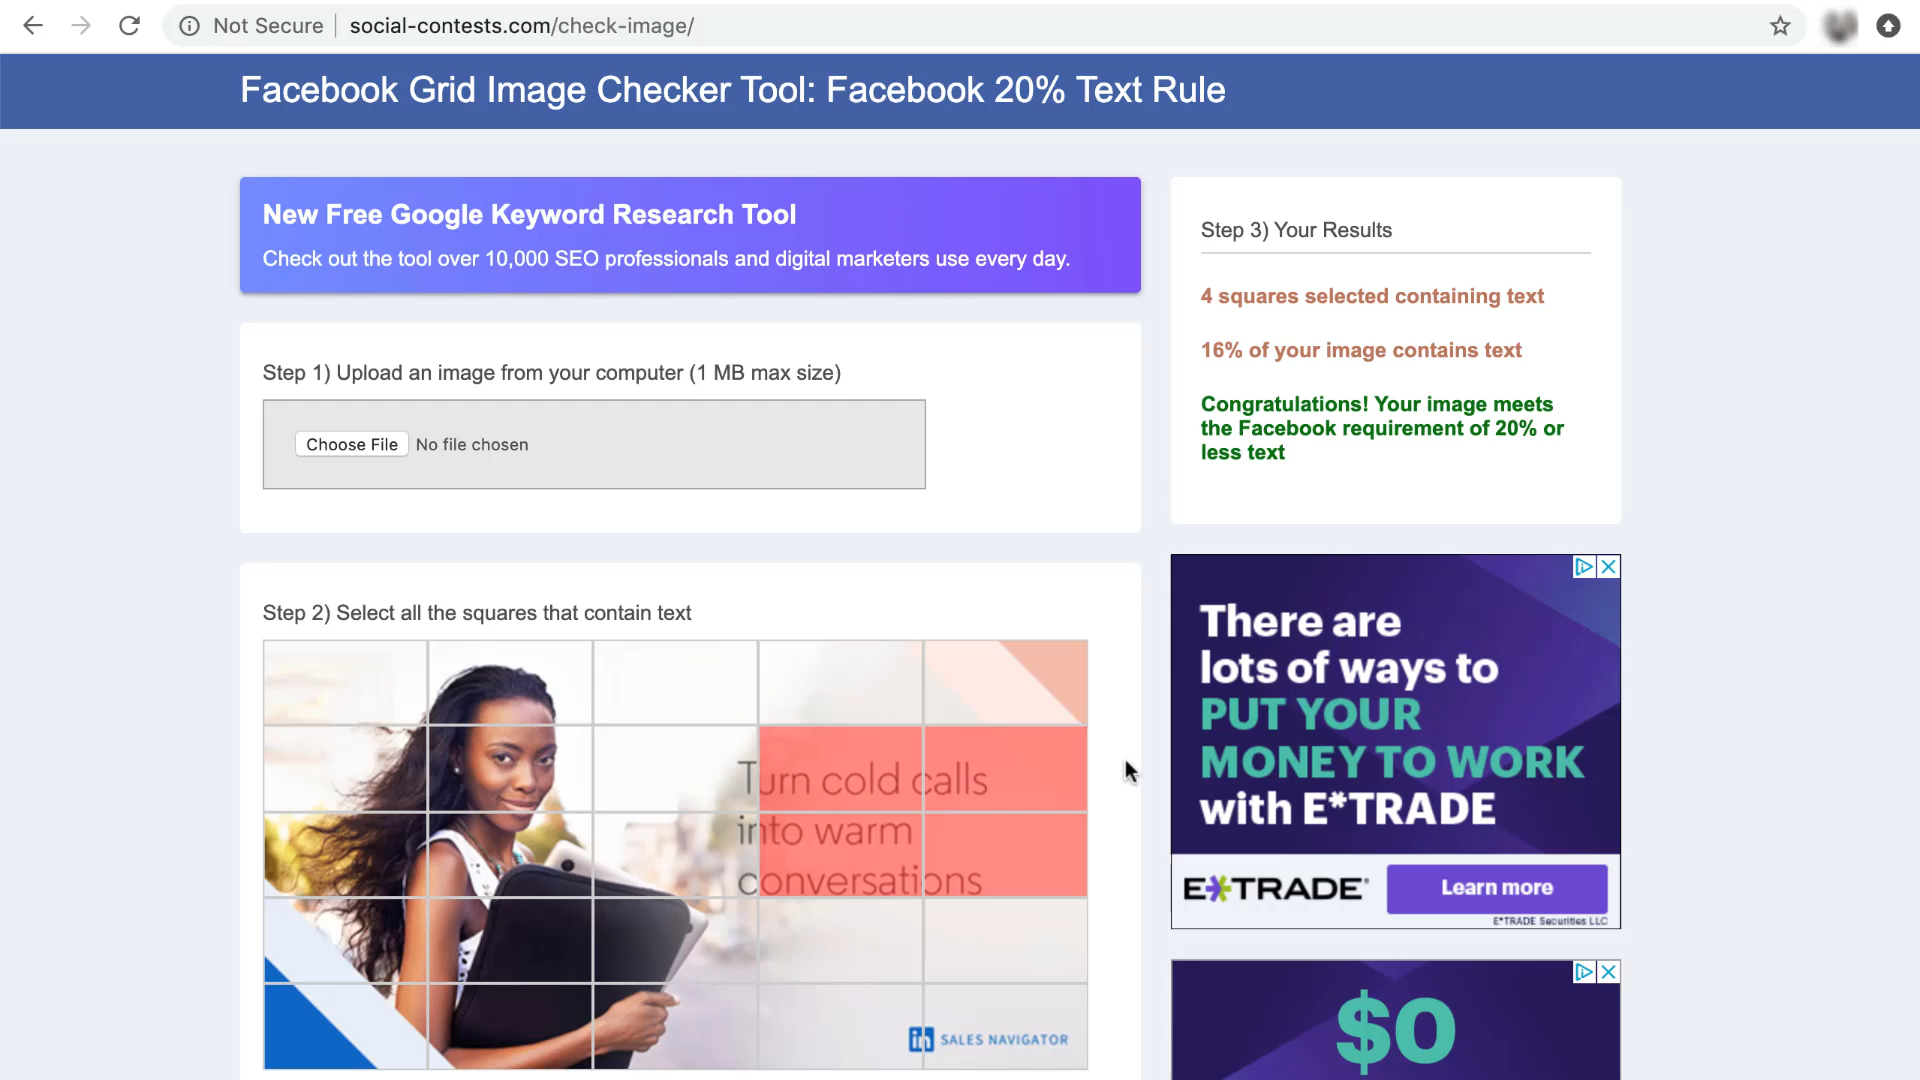 Not Secure
social-contests.com/check-image/
Facebook Grid Image Checker Tool: Facebook 20% Text Rule
New Free Google Keyword Research Tool
Check out the tool over 10,000 SEO professionals and digital marketers use every day.
Step 1) Upload an image from your computer (1 MB max size)
Choose File No file chosen
Step 2) Select all the squares that contain text
Turn cold calls
into warm
conversations
in SALES NAVIGATOR
Step 3) Your Results
4 squares selected containing text
16% of your image contains text
Congratulations! Your image meets
the Facebook requirement of 20% or
less text
There are
lots of ways to
PUT YOUR
MONEY TO WORK
with E*TRADE
E*TRADE®
Learn more
E*TRADE Securities LLC
$0